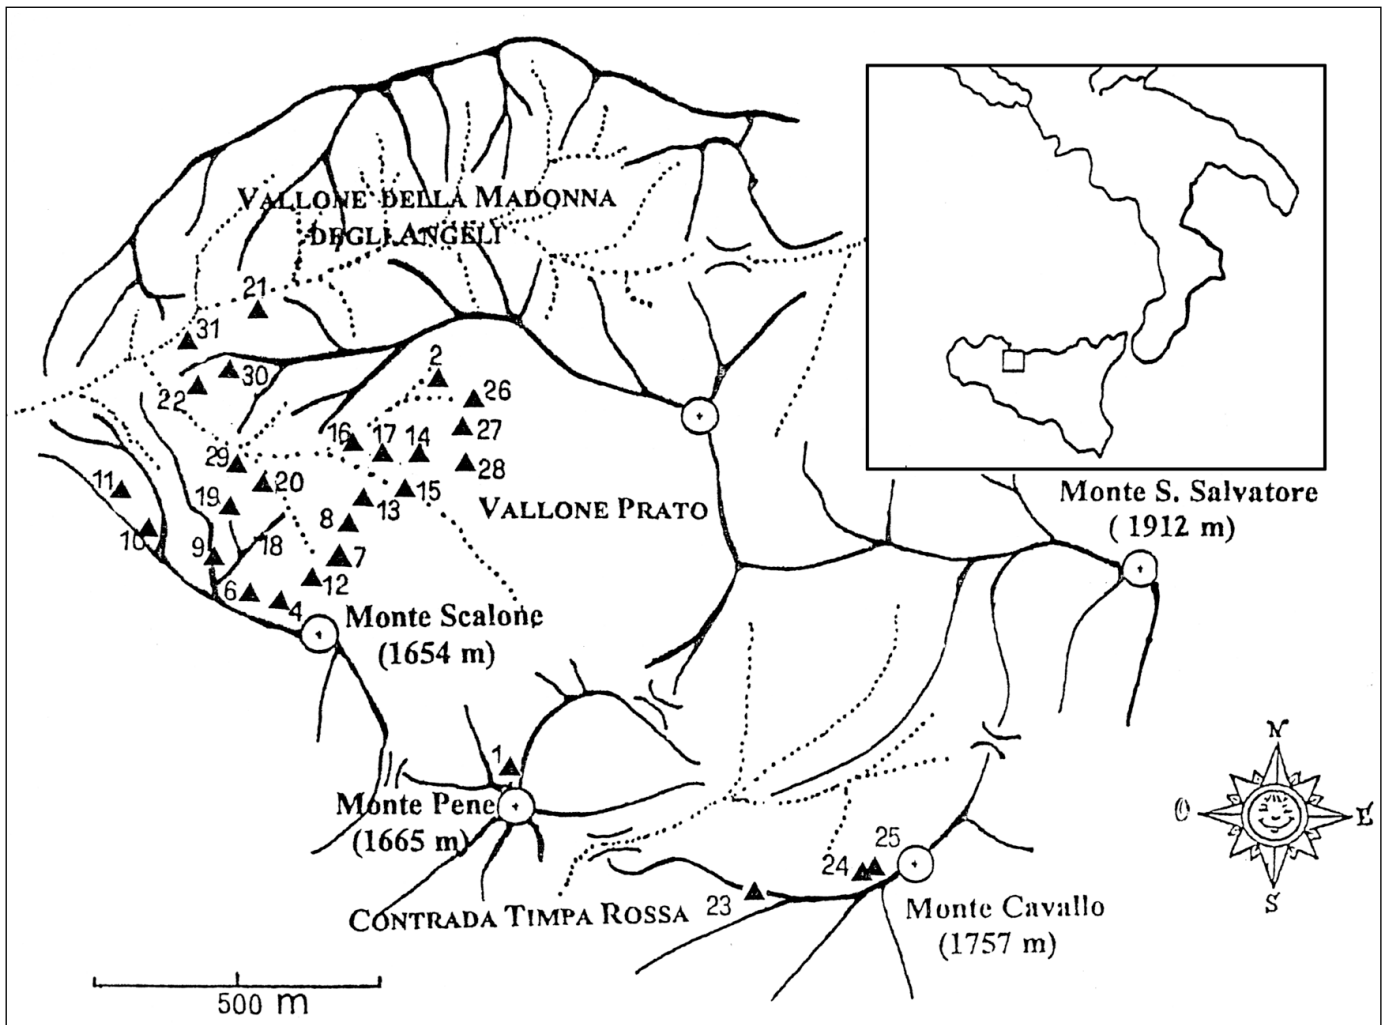 VALLONE DELLA MADONNA
DEGLI ANGELI
21
31
30
22
2
26
27
28
16
17
14
15
29
20
11
19
13
8
VALLONE PRATO
10
9
18
7
12
6
4
Monte Scalone
(1654 m)
Monte S. Salvatore
( 1912 m)
1
Monte Pene
(1665 m)
25
24
23
CONTRADA TIMPA ROSSA
Monte Cavallo
(1757 m)
N
O
E
S
500 m